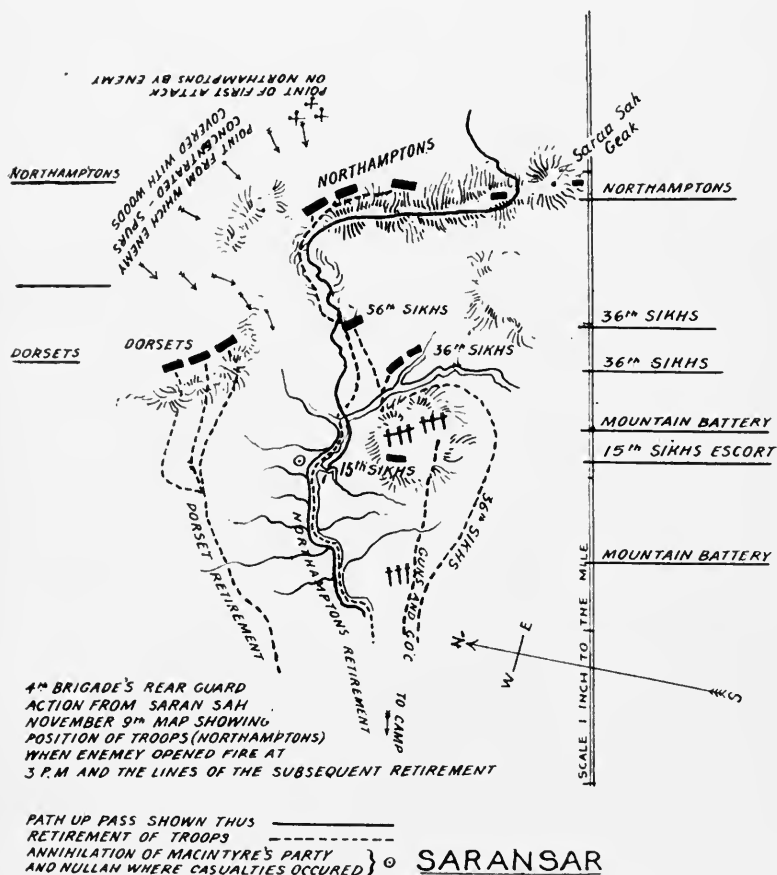 POINT OF FIRST ATTACK
ON NORTHAMPTONS BY ENEMY
POINT FROM WHICH ENEMY
CONCENTRATED - SPURS
COVERED WITH WOODS
NORTHAMPTONS
NORTHAMPTONS
Saran Sah
Geak
NORTHAMPTONS
56TH SIKHS
36TH SIKHS
DORSETS
DORSETS
36TH SIKHS
36TH SIKHS
MOUNTAIN BATTERY
15TH SIKHS
15TH SIKHS ESCORT
36TH SIKHS
MOUNTAIN BATTERY
DORSET RETIREMENT
NORTHAMPTONS RETIREMENT
GUNS AND GOC
TO CAMP
N
E
W
S
SCALE 1 INCH TO THE MILE
4TH BRIGADE'S REAR GUARD
ACTION FROM SARAN SAH
NOVEMBER 9TH MAP SHOWING
POSITION OF TROOPS (NORTHAMPTONS)
WHEN ENEMEY OPENED FIRE AT
3 P.M AND THE LINES OF THE SUBSEQUENT RETIREMENT
PATH UP PASS SHOWN THUS
RETIREMENT OF TROOPS
ANNIHILATION OF MACINTYRE'S PARTY
AND NULLAH WHERE CASUALTIES OCCURED
SARANSAR